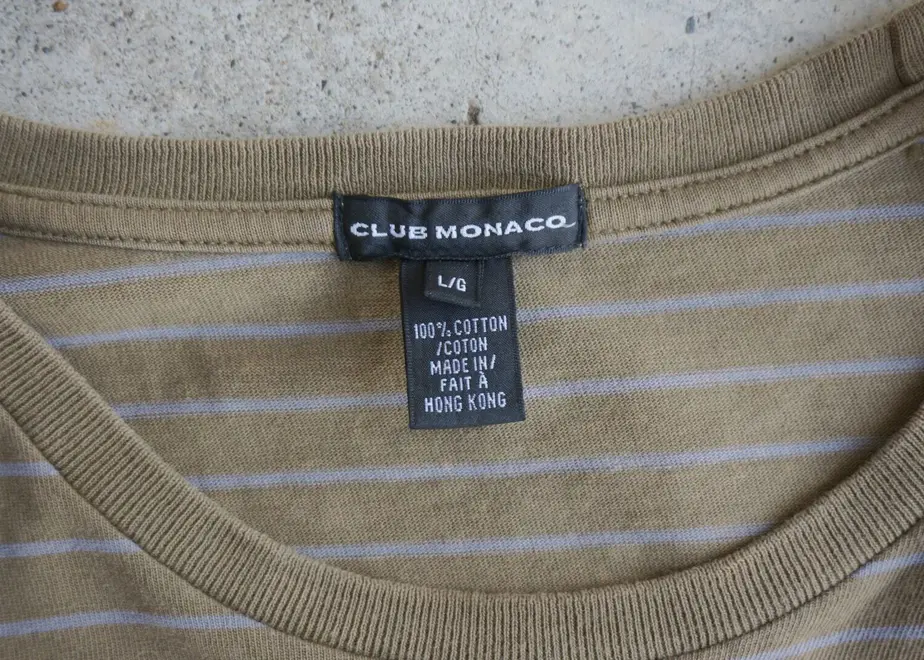 CLUB MONACO
L/G
100% COTTON
/COTON
MADE IN/
FAIT À
HONG KONG